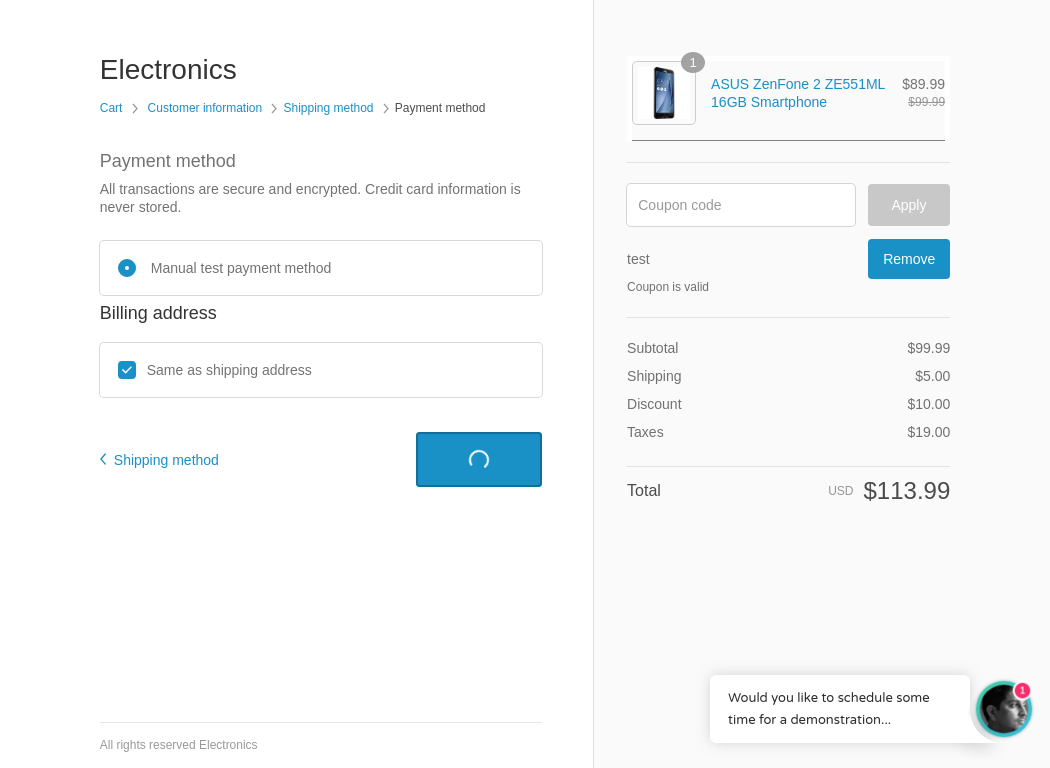 Electronics
Cart
Customer information
Shipping method
Payment method
Payment method
All transactions are secure and encrypted. Credit card information is
never stored.
Manual test payment method
Billing address
Same as shipping address
Shipping method
All rights reserved Electronics
1
ASUS ZenFone 2 ZE551ML $89.99
16GB Smartphone $99.99
Coupon code Apply
test Remove
Coupon is valid
Subtotal $99.99
Shipping $5.00
Discount $10.00
Taxes $19.00
Total USD $113.99
Would you like to schedule some
time for a demonstration...
1